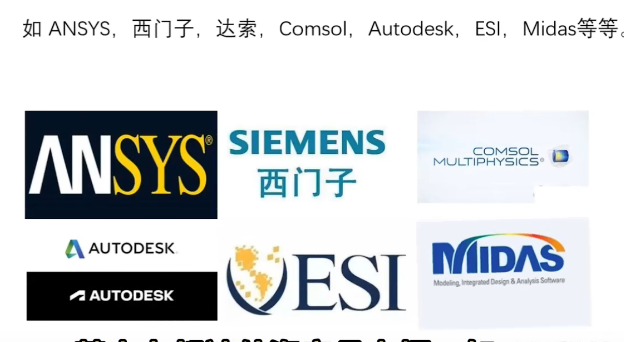 如 ANSYS，西门子，达索，Comsol，Autodesk，ESI，Midas等等。
ANSYS®
SIEMENS
西门子
COMSOL
MULTIPHYSICS®
AUTODESK
AUTODESK
ESI
MIDAS
Modeling, Integrated Design & Analysis Software